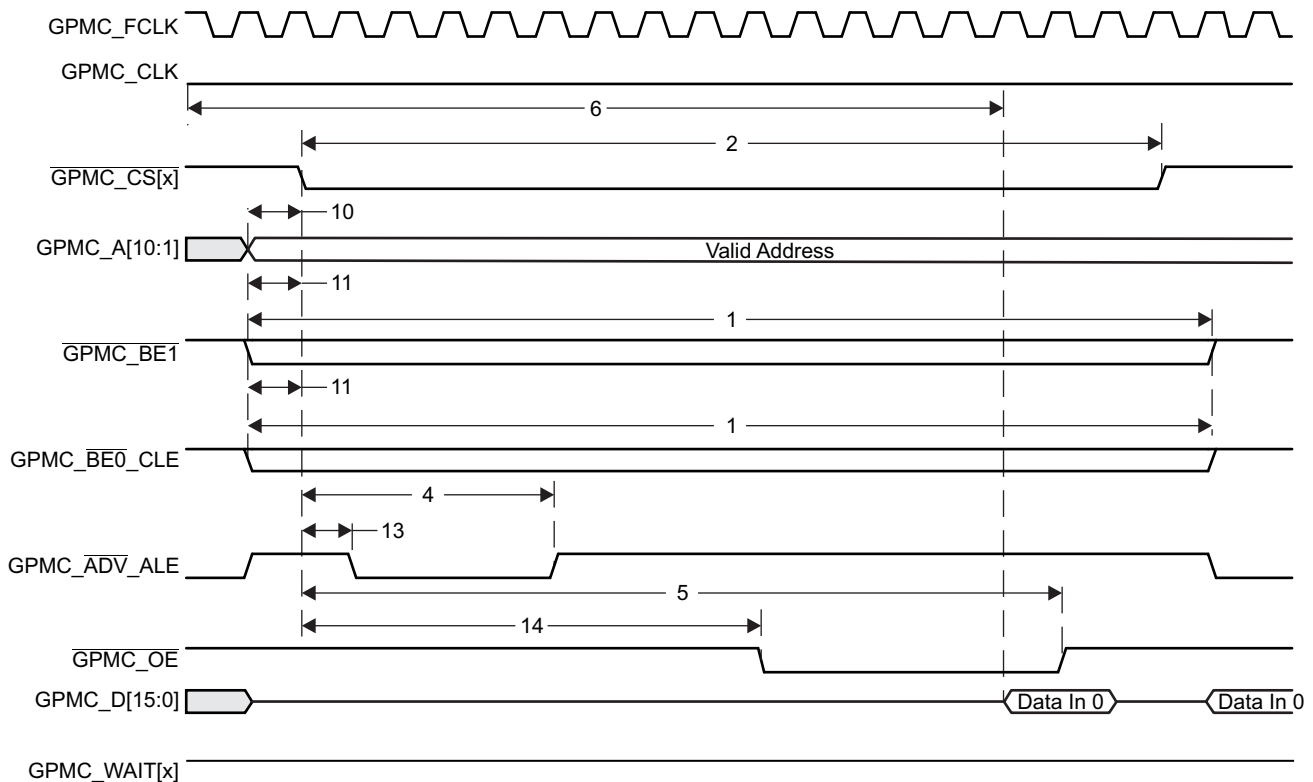 GPMC_FCLK
GPMC_CLK
6
2
GPMC_CS[x]
10
GPMC_A[10:1]
Valid Address
11
1
GPMC_BE1
11
1
GPMC_BE0_CLE
4
13
GPMC_ADV_ALE
5
14
GPMC_OE
GPMC_D[15:0]
Data In 0
Data In 0
GPMC_WAIT[x]